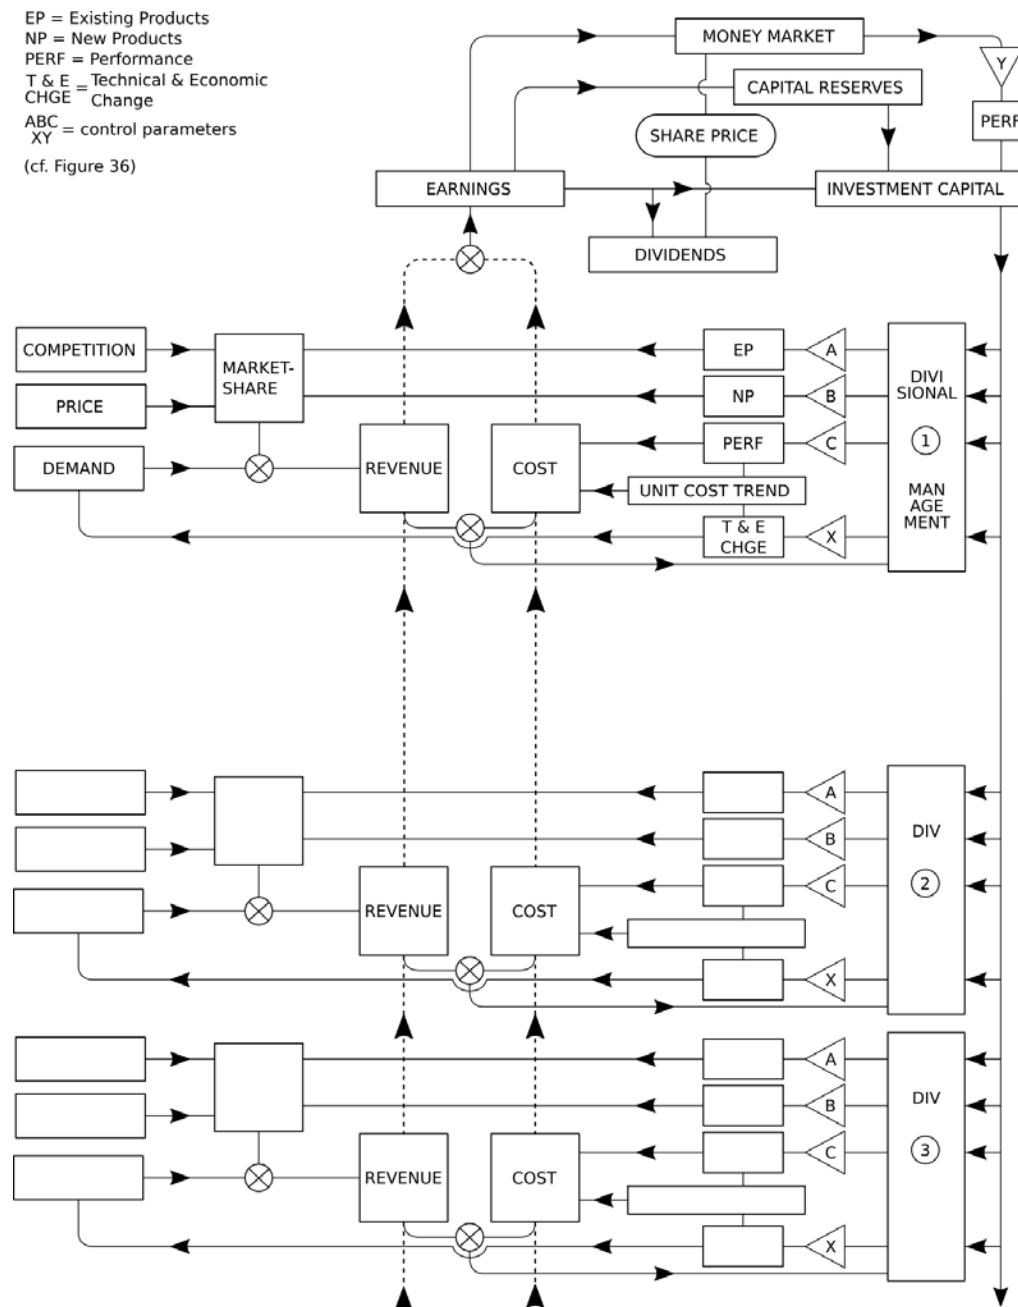 EP = Existing Products
NP = New Products
PERF = Performance
T & E
CHGE = Technical & Economic
Change
ABC
XY = control parameters
(cf. Figure 36)
MONEY MARKET
Y
CAPITAL RESERVES
PERF
SHARE PRICE
EARNINGS
INVESTMENT CAPITAL
DIVIDENDS
COMPETITION
MARKET-
SHARE
EP
A
DIVI
SIONAL
1
MAN
AGE
MENT
PRICE
NP
B
DEMAND
REVENUE
COST
PERF
C
UNIT COST TREND
T & E
CHGE
X
A
B
DIV
2
REVENUE
COST
C
X
A
B
DIV
3
REVENUE
COST
C
X